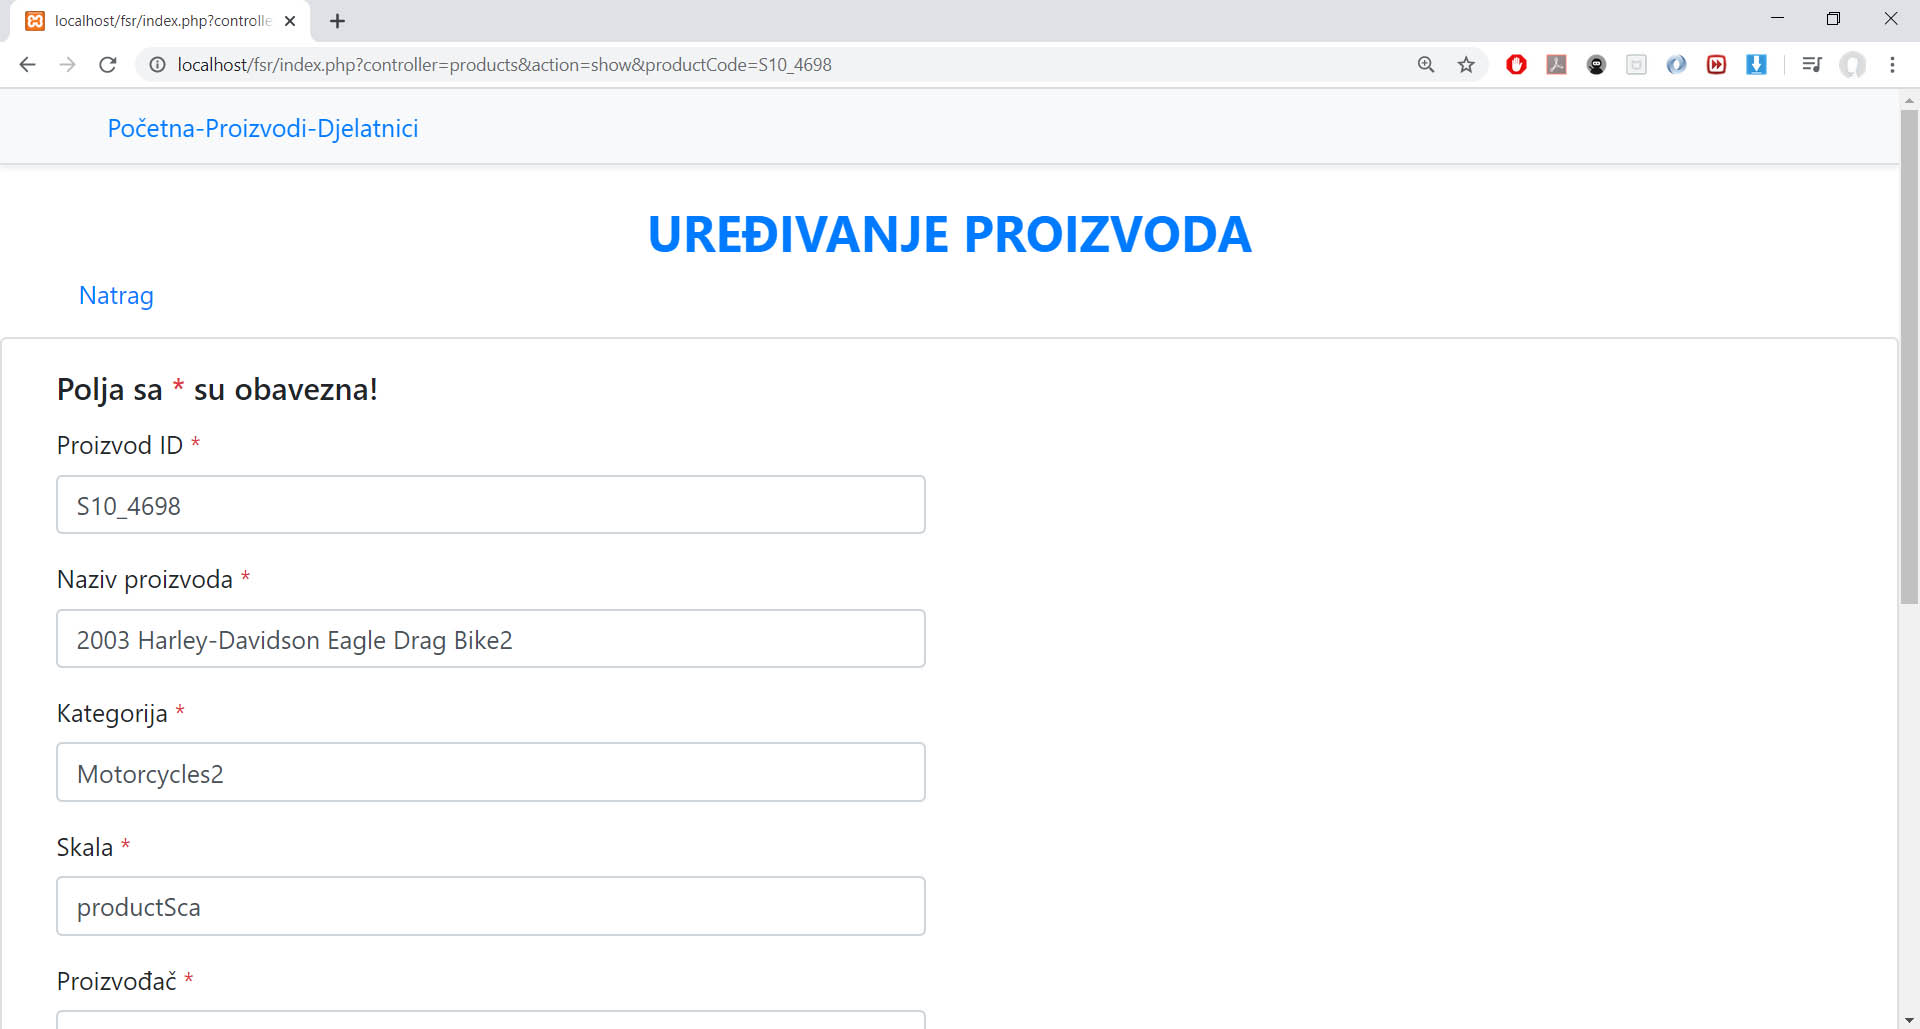 localhost/fsr/index.php?controlle
localhost/fsr/index.php?controller=products&action=show&productCode=S10_4698
Početna-Proizvodi-Djelatnici
UREĐIVANJE PROIZVODA
Natrag
Polja sa * su obavezna!
Proizvod ID *
S10_4698
Naziv proizvoda *
2003 Harley-Davidson Eagle Drag Bike2
Kategorija *
Motorcycles2
Skala *
productSca
Proizvođač *